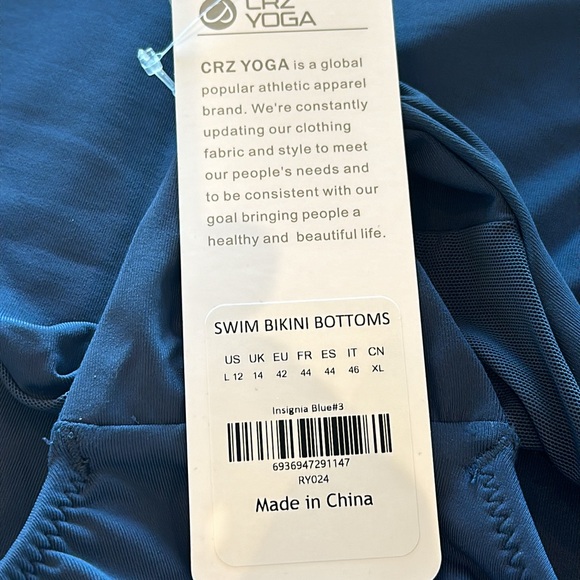 CRZ
YOGA
CRZ YOGA is a global
popular athletic apparel
brand. We're constantly
updating our clothing
fabric and style to meet
our people's needs and
to be consistent with our
goal bringing people a
healthy and beautiful life.
SWIM BIKINI BOTTOMS
US UK EU FR ES IT CN
L 12 14 42 44 44 46 XL
Insignia Blue#3
6936947291147
RY024
Made in China